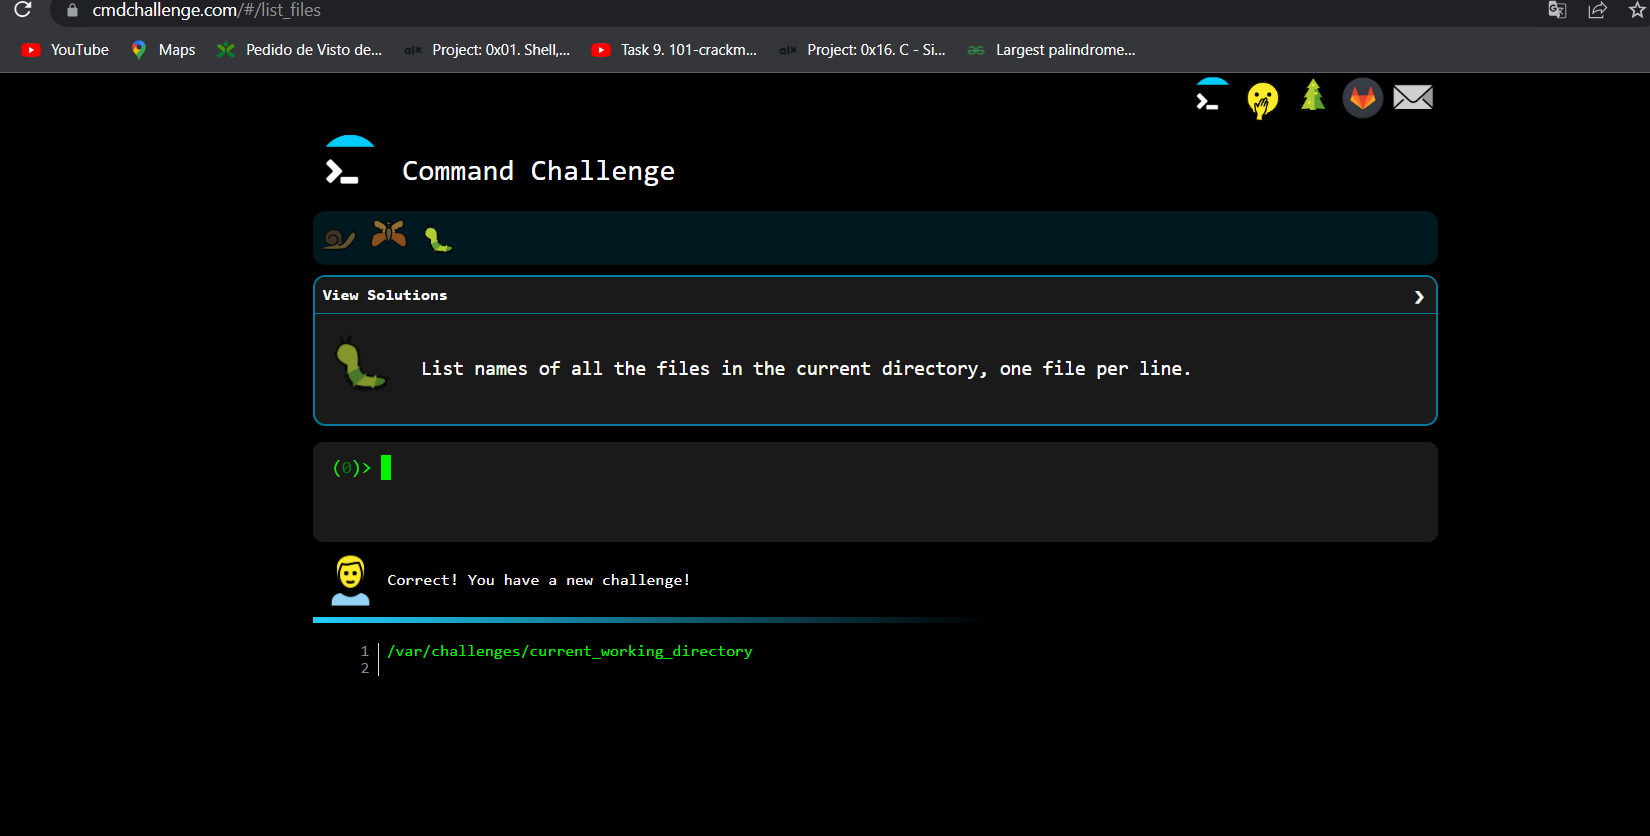 cmdchallenge.com/#/list_files
YouTube Maps Pedido de Visto de... Project: 0x01. Shell,... Task 9. 101-crackm... Project: 0x16. C - Si... Largest palindrome...
Command Challenge
View Solutions
List names of all the files in the current directory, one file per line.
(0)>
Correct! You have a new challenge!
1 /var/challenges/current_working_directory
2